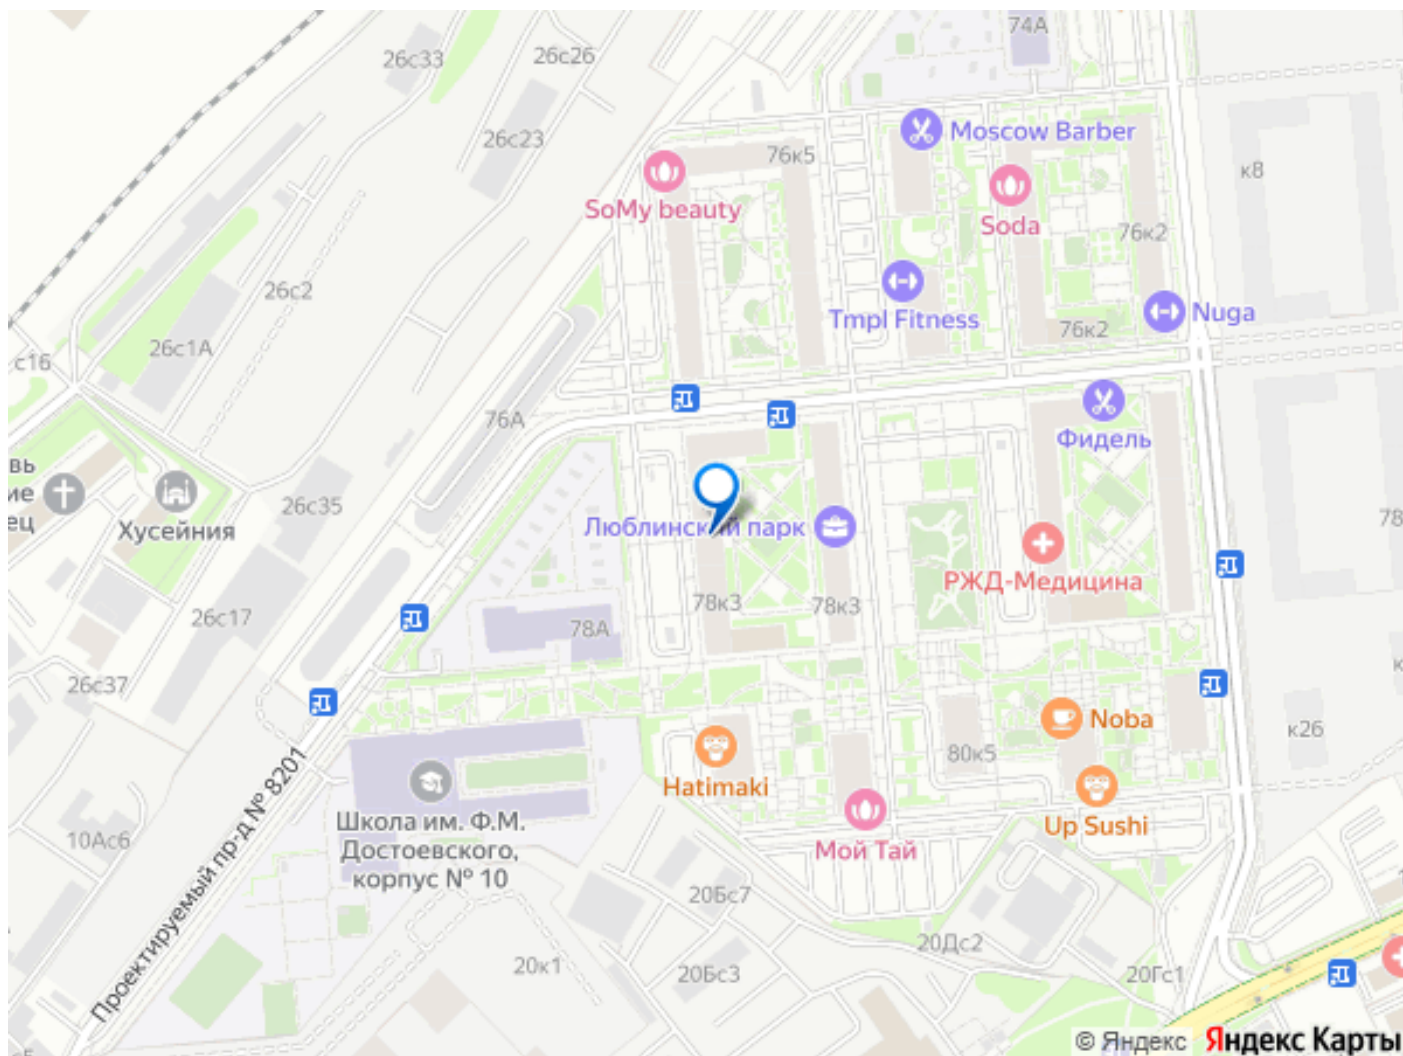 74А
26с33
26с26
Moscow Barber
26с23
76к5
к8
SoMy beauty
Soda
76к2
26с2
Tmpl Fitness
76к2
Nuga
26с1А
с16
76А
Фидель
вь
ие
ец
Хусейния
26с35
Люблинский парк
78
РЖД-Медицина
78к3
78к3
26с17
78А
26с37
Noba
к26
80к5
Hatimaki
Up Sushi
Проектируемый пр-д № 8201
10Ас6
Школа им. Ф.М.
Достоевского,
корпус № 10
Мой Тай
20Бс7
20Дс2
20к1
20Бс3
20Гс1
© Яндекс Яндекс Карты